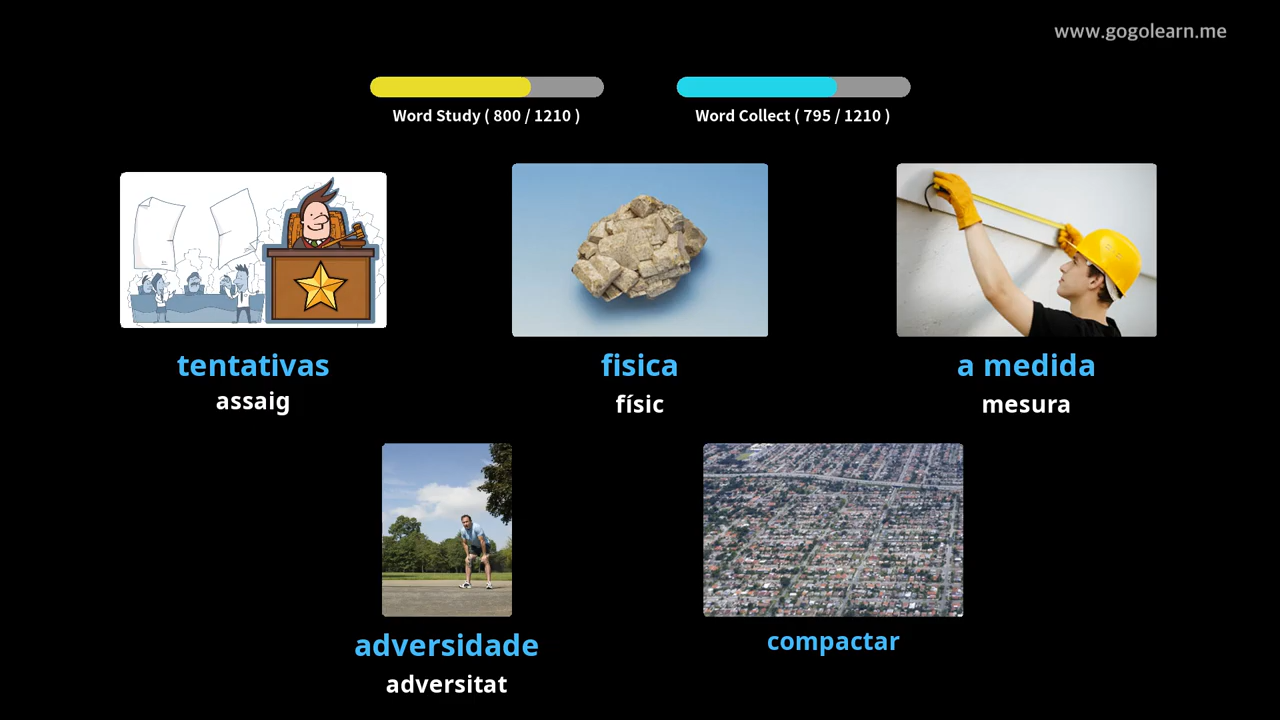 www.gogolearn.me
Word Study ( 800 / 1210 )
Word Collect ( 795 / 1210 )
tentativas
assaig
fisica
físic
a medida
mesura
adversidade
adversitat
compactar